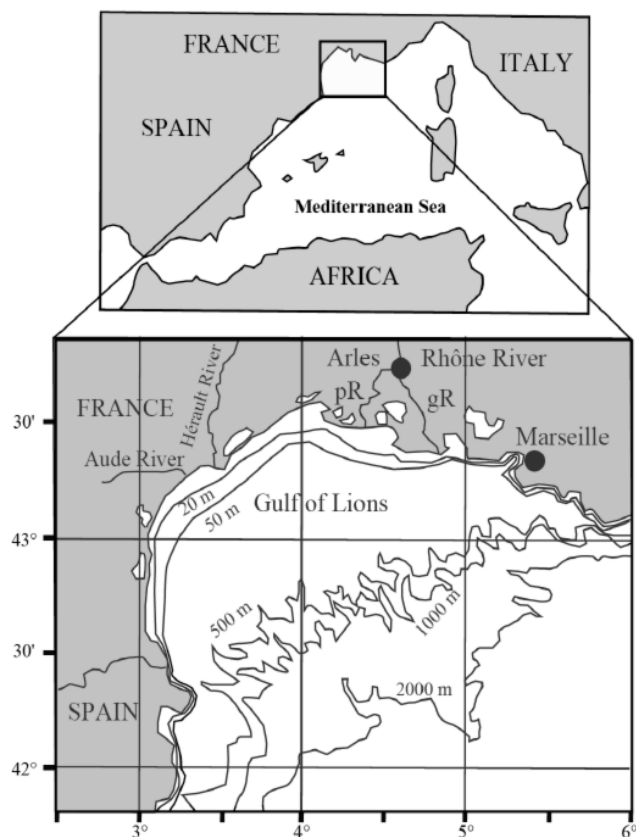 FRANCE
ITALY
SPAIN
Mediterranean Sea
AFRICA
Arles
Rhône River
Hérault River
pR
gR
30'
FRANCE
Marseille
Aude River
20 m
50 m
Gulf of Lions
43°
500 m
1000 m
30'
SPAIN
2000 m
42°
3°
4°
5°
6°